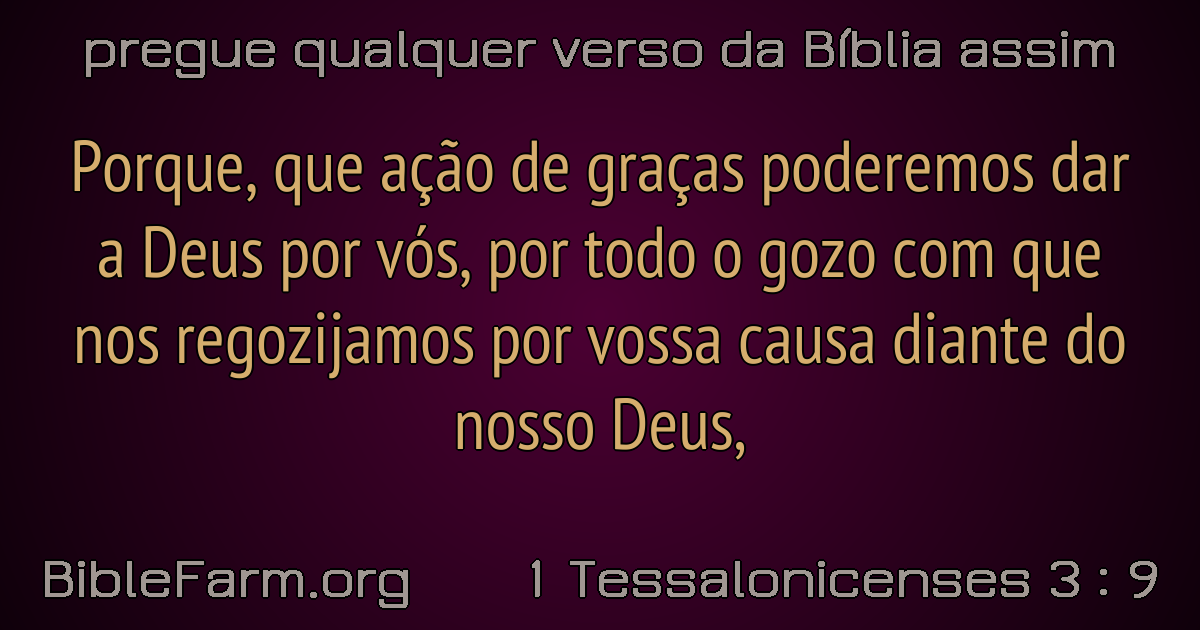 pregue qualquer verso da Bíblia assim
Porque, que ação de graças poderemos dar
a Deus por vós, por todo o gozo com que
nos regozijamos por vossa causa diante do
nosso Deus,
BibleFarm.org 1 Tessalonicenses 3 : 9